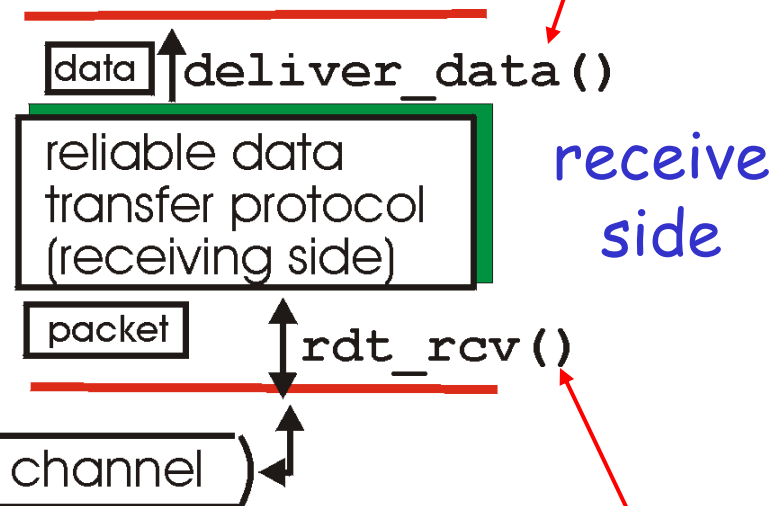 data deliver_data()
reliable data
transfer protocol
(receiving side)
receive
side
packet
rdt_rcv()
channel